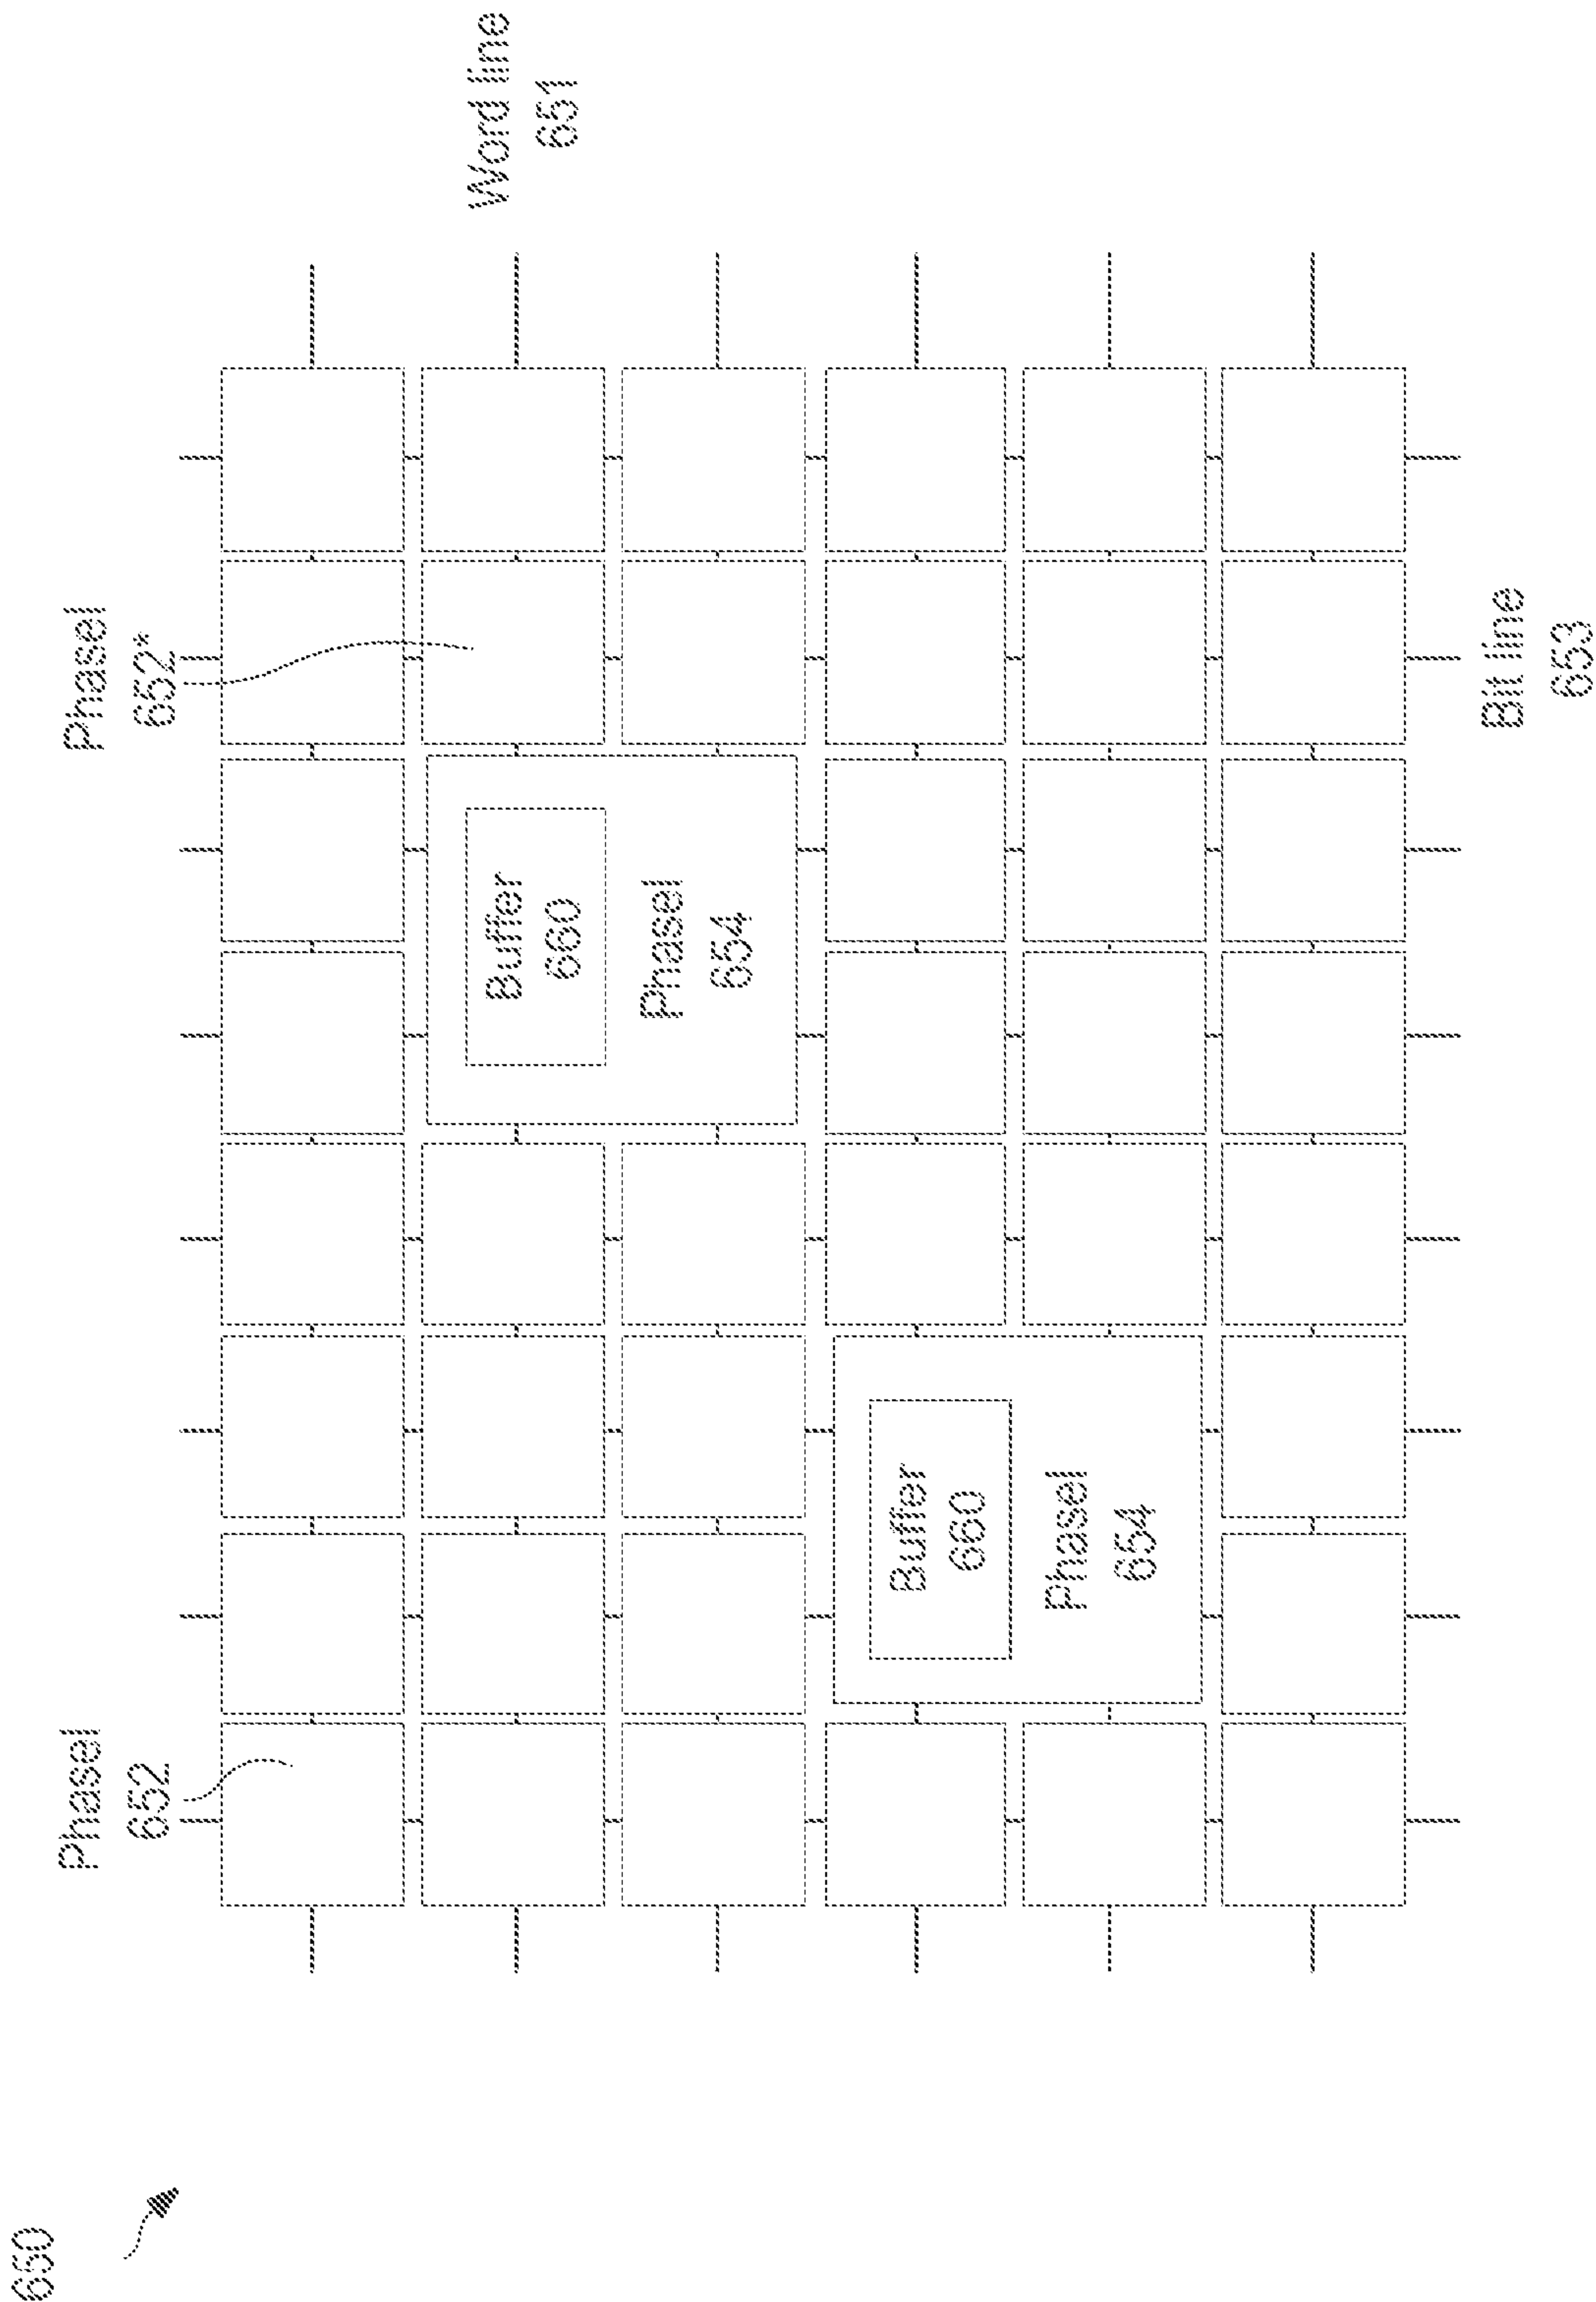 650
Phasel
652
Phasel
652*
Word line
651
Buffer
660
Phasel
654
Buffer
660
Phasel
654
Bit line
653